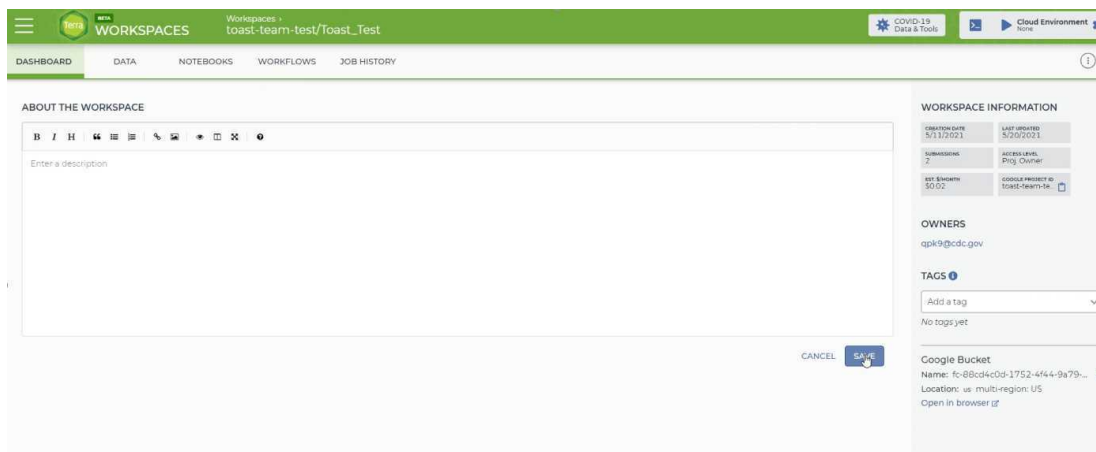 terra
BETA
WORKSPACES
Workspaces ›
toast-team-test/Toast_Test
COVID-19
Data & Tools
Cloud Environment
None
DASHBOARD
DATA
NOTEBOOKS
WORKFLOWS
JOB HISTORY
ABOUT THE WORKSPACE
B I H
Enter a description
CANCEL
SAVE
WORKSPACE INFORMATION
CREATION DATE
5/11/2021
LAST UPDATED
5/20/2021
SUBMISSIONS
2
ACCESS LEVEL
Proj. Owner
EST. $/MONTH
$0.02
GOOGLE PROJECT ID
toast-team-te...
OWNERS
qpk9@cdc.gov
TAGS
Add a tag
No tags yet
Google Bucket
Name: fc-88cd4c0d-1752-4f44-9a79-...
Location: us multi-region: US
Open in browser